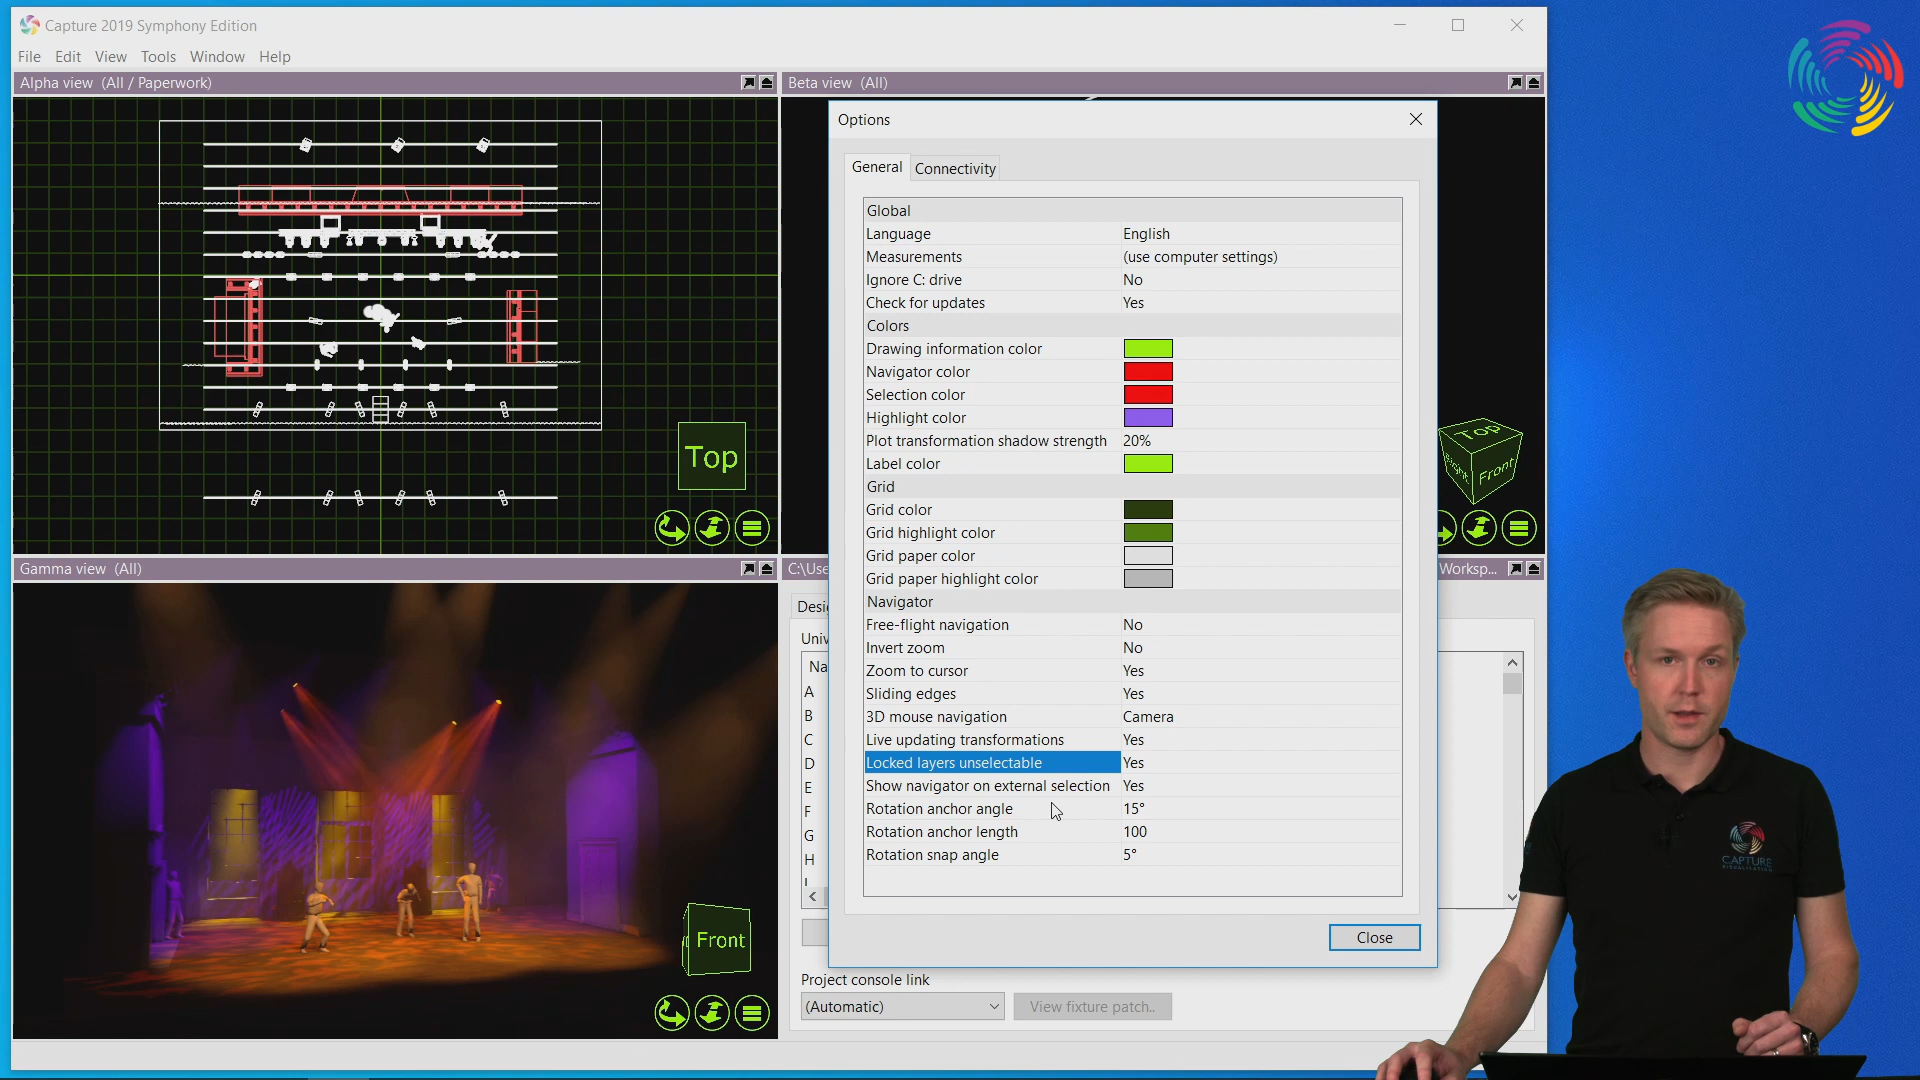 Capture 2019 Symphony Edition
File Edit View Tools Window Help
Alpha view (All / Paperwork)
Beta view (All)
Top
Top
Right
Front
Gamma view (All)
C:\Use
Worksp...
Front
Desi
Univ
Na
A
B
C
D
E
F
G
H
I
Project console link
(Automatic)
View fixture patch..
Options
General Connectivity
Global
Language English
Measurements (use computer settings)
Ignore C: drive No
Check for updates Yes
Colors
Drawing information color
Navigator color
Selection color
Highlight color
Plot transformation shadow strength 20%
Label color
Grid
Grid color
Grid highlight color
Grid paper color
Grid paper highlight color
Navigator
Free-flight navigation No
Invert zoom No
Zoom to cursor Yes
Sliding edges Yes
3D mouse navigation Camera
Live updating transformations Yes
Locked layers unselectable Yes
Show navigator on external selection Yes
Rotation anchor angle 15°
Rotation anchor length 100
Rotation snap angle 5°
Close
CAPTURE
VISUALISATION